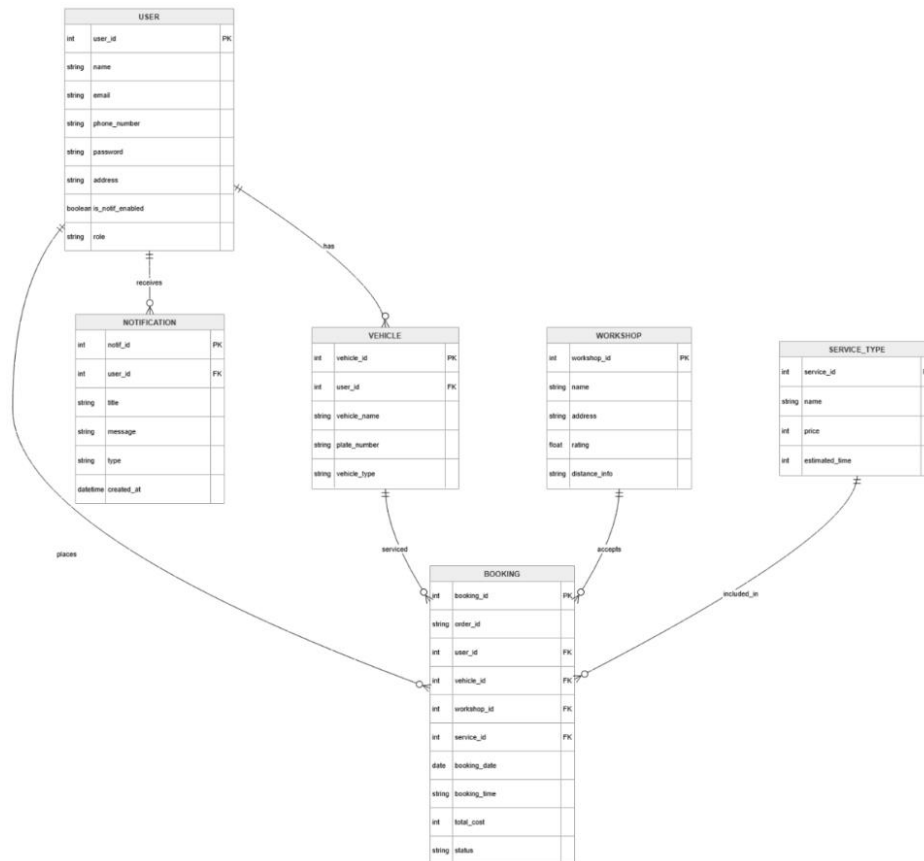 USER
int user_id PK
string name
string email
string phone_number
string password
string address
boolean is_notif_enabled
string role
has
receives
NOTIFICATION
int notif_id PK
int user_id FK
string title
string message
string type
datetime created_at
VEHICLE
int vehicle_id PK
int user_id FK
string vehicle_name
string plate_number
string vehicle_type
WORKSHOP
int workshop_id PK
string name
string address
float rating
string distance_info
SERVICE_TYPE
int service_id
string name
int price
int estimated_time
places
serviced
accepts
included_in
BOOKING
int booking_id PK
string order_id
int user_id FK
int vehicle_id FK
int workshop_id FK
int service_id FK
date booking_date
string booking_time
int total_cost
string status